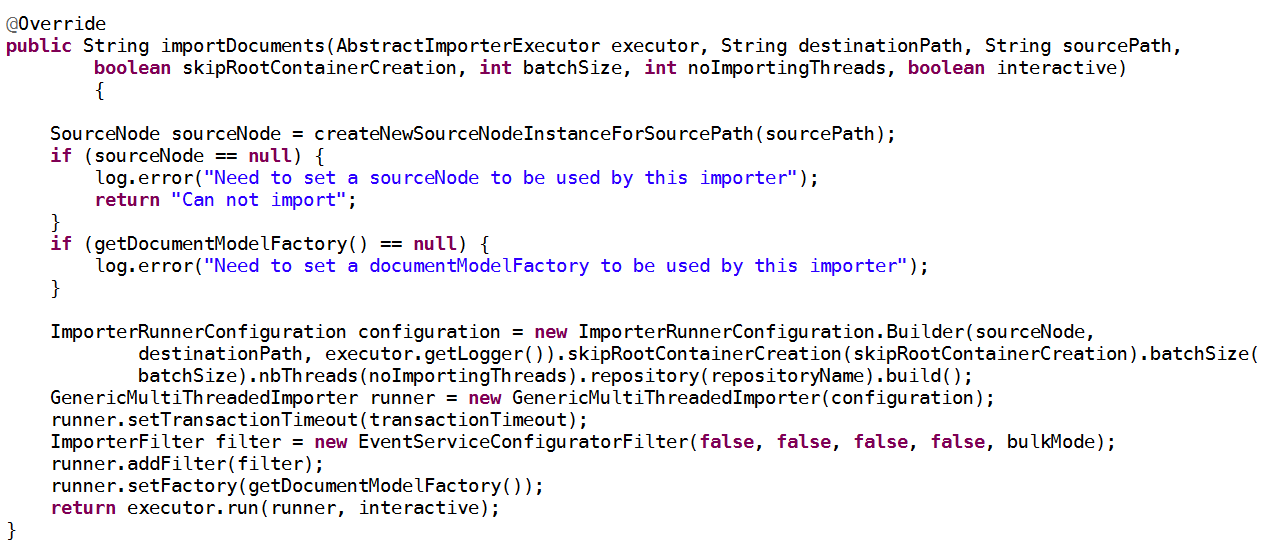 @Override
public String importDocuments(AbstractImporterExecutor executor, String destinationPath, String sourcePath,
        boolean skipRootContainerCreation, int batchSize, int noImportingThreads, boolean interactive)
        {

    SourceNode sourceNode = createNewSourceNodeInstanceForSourcePath(sourcePath);
    if (sourceNode == null) {
        log.error("Need to set a sourceNode to be used by this importer");
        return "Can not import";
    }
    if (getDocumentModelFactory() == null) {
        log.error("Need to set a documentModelFactory to be used by this importer");
    }

    ImporterRunnerConfiguration configuration = new ImporterRunnerConfiguration.Builder(sourceNode,
            destinationPath, executor.getLogger()).skipRootContainerCreation(skipRootContainerCreation).batchSize(
            batchSize).nbThreads(noImportingThreads).repository(repositoryName).build();
    GenericMultiThreadedImporter runner = new GenericMultiThreadedImporter(configuration);
    runner.setTransactionTimeout(transactionTimeout);
    ImporterFilter filter = new EventServiceConfiguratorFilter(false, false, false, false, bulkMode);
    runner.addFilter(filter);
    runner.setFactory(getDocumentModelFactory());
    return executor.run(runner, interactive);
}